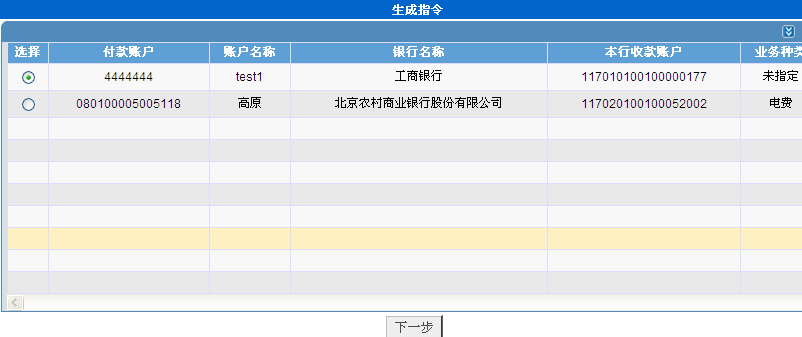 生成指令
选择 付款账户 账户名称 银行名称 本行收款账户 业务种类
4444444 test1 工商银行 117010100100000177 未指定
080100005005118 高原 北京农村商业银行股份有限公司 117020100100052002 电费
下一步